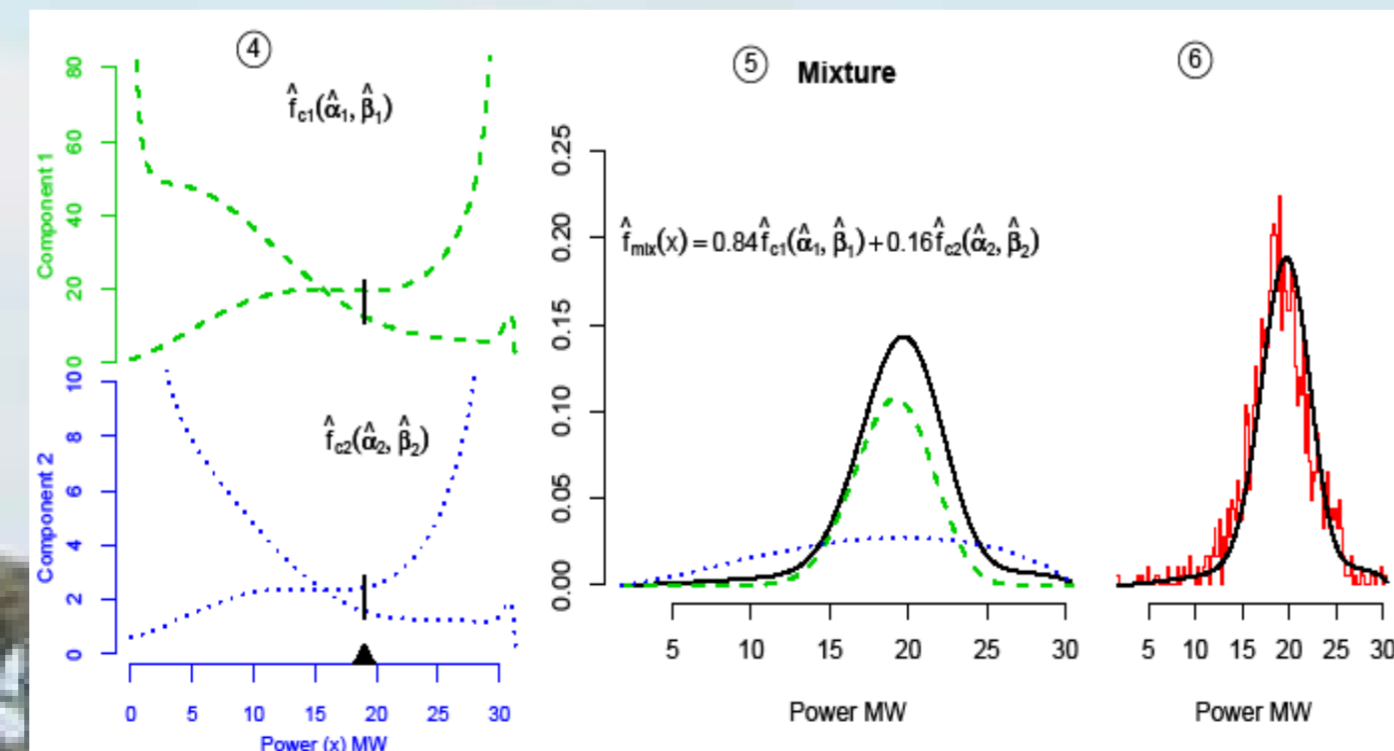 ④
f̂c1(α̂1, β̂1)
80
60
40
20
0
Component 1
f̂c2(α̂2, β̂2)
10
8
6
4
2
0
Component 2
0 5 10 15 20 25 30
Power (x) MW
⑤ Mixture
0.25
0.20
0.15
0.10
0.05
0.00
f̂mix(x) = 0.84f̂c1(α̂1, β̂1) + 0.16f̂c2(α̂2, β̂2)
5 10 15 20 25 30
Power MW
⑥
5 10 15 20 25 30
Power MW